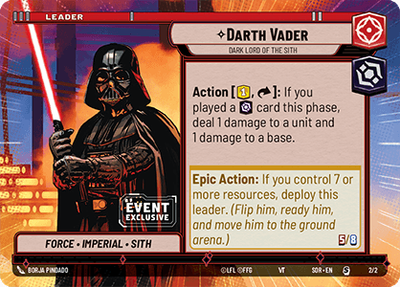 LEADER
DARTH VADER
DARK LORD OF THE SITH
Action [1, ]: If you
played a card this phase,
deal 1 damage to a unit and
1 damage to a base.
Epic Action: If you control 7 or
more resources, deploy this
leader. (Flip him, ready him,
and move him to the ground
arena.)
5/8
EVENT
EXCLUSIVE
FORCE • IMPERIAL • SITH
BORJA PINDADO
©LFL ©FFG
VT
SOR • EN
S
2/2